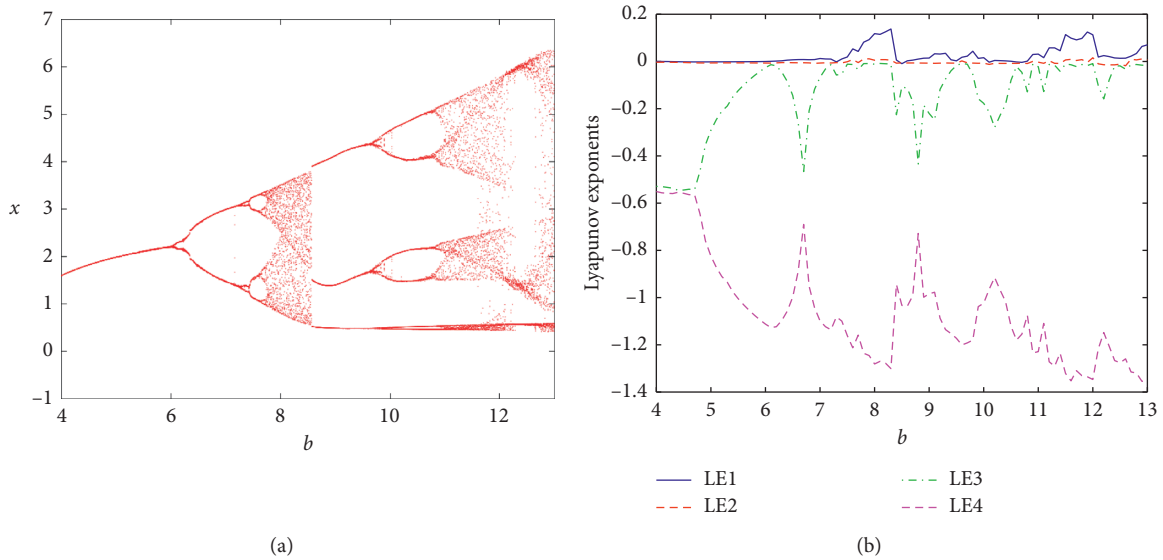 7
6
5
4
3
2
1
0
–1
x
4 6 8 10 12
b
(a)
0.2
0
–0.2
–0.4
–0.6
–0.8
–1
–1.2
–1.4
Lyapunov exponents
4 5 6 7 8 9 10 11 12 13
b
LE1 LE3
LE2 LE4
(b)